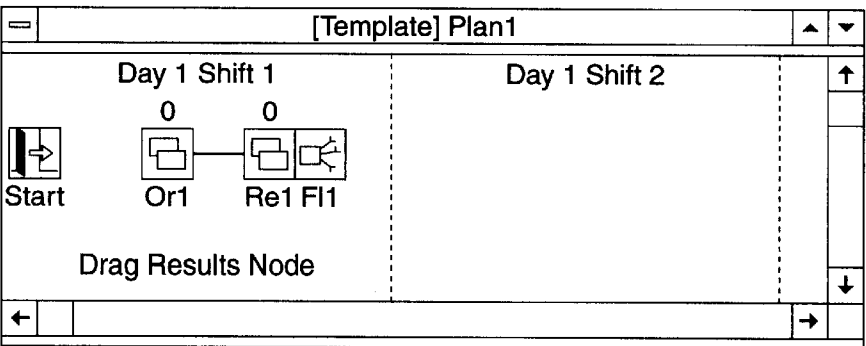 [Template] Plan1
Day 1 Shift 1 Day 1 Shift 2
0 0
Start Or1 Re1 Fl1
Drag Results Node